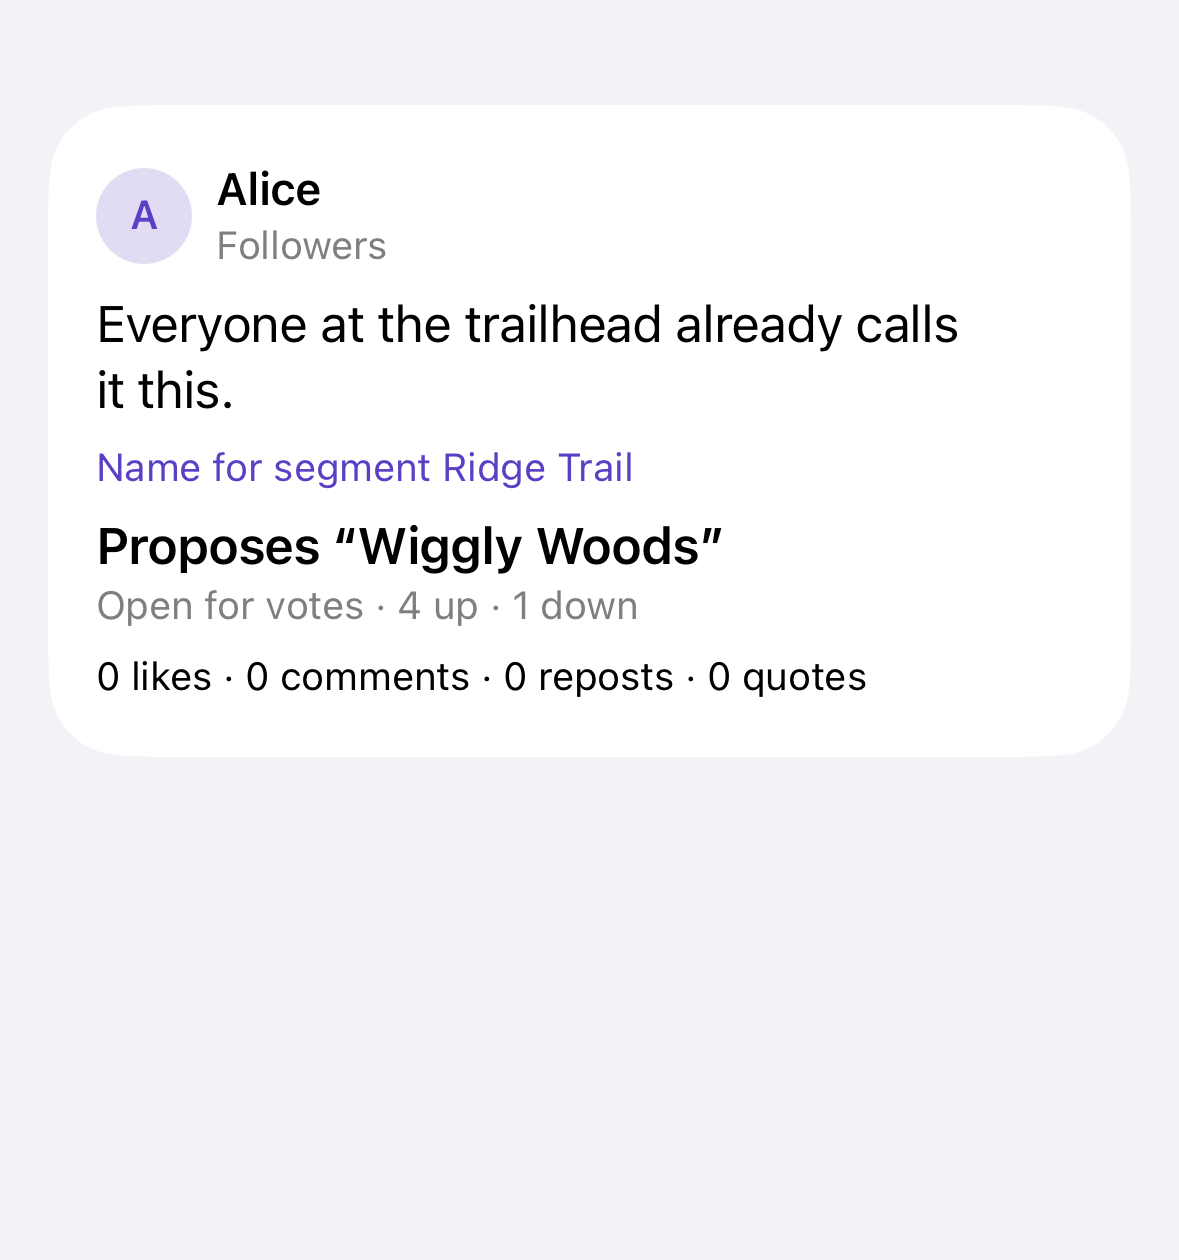 A
Alice
Followers
Everyone at the trailhead already calls
it this.
Name for segment Ridge Trail
Proposes “Wiggly Woods”
Open for votes · 4 up · 1 down
0 likes · 0 comments · 0 reposts · 0 quotes